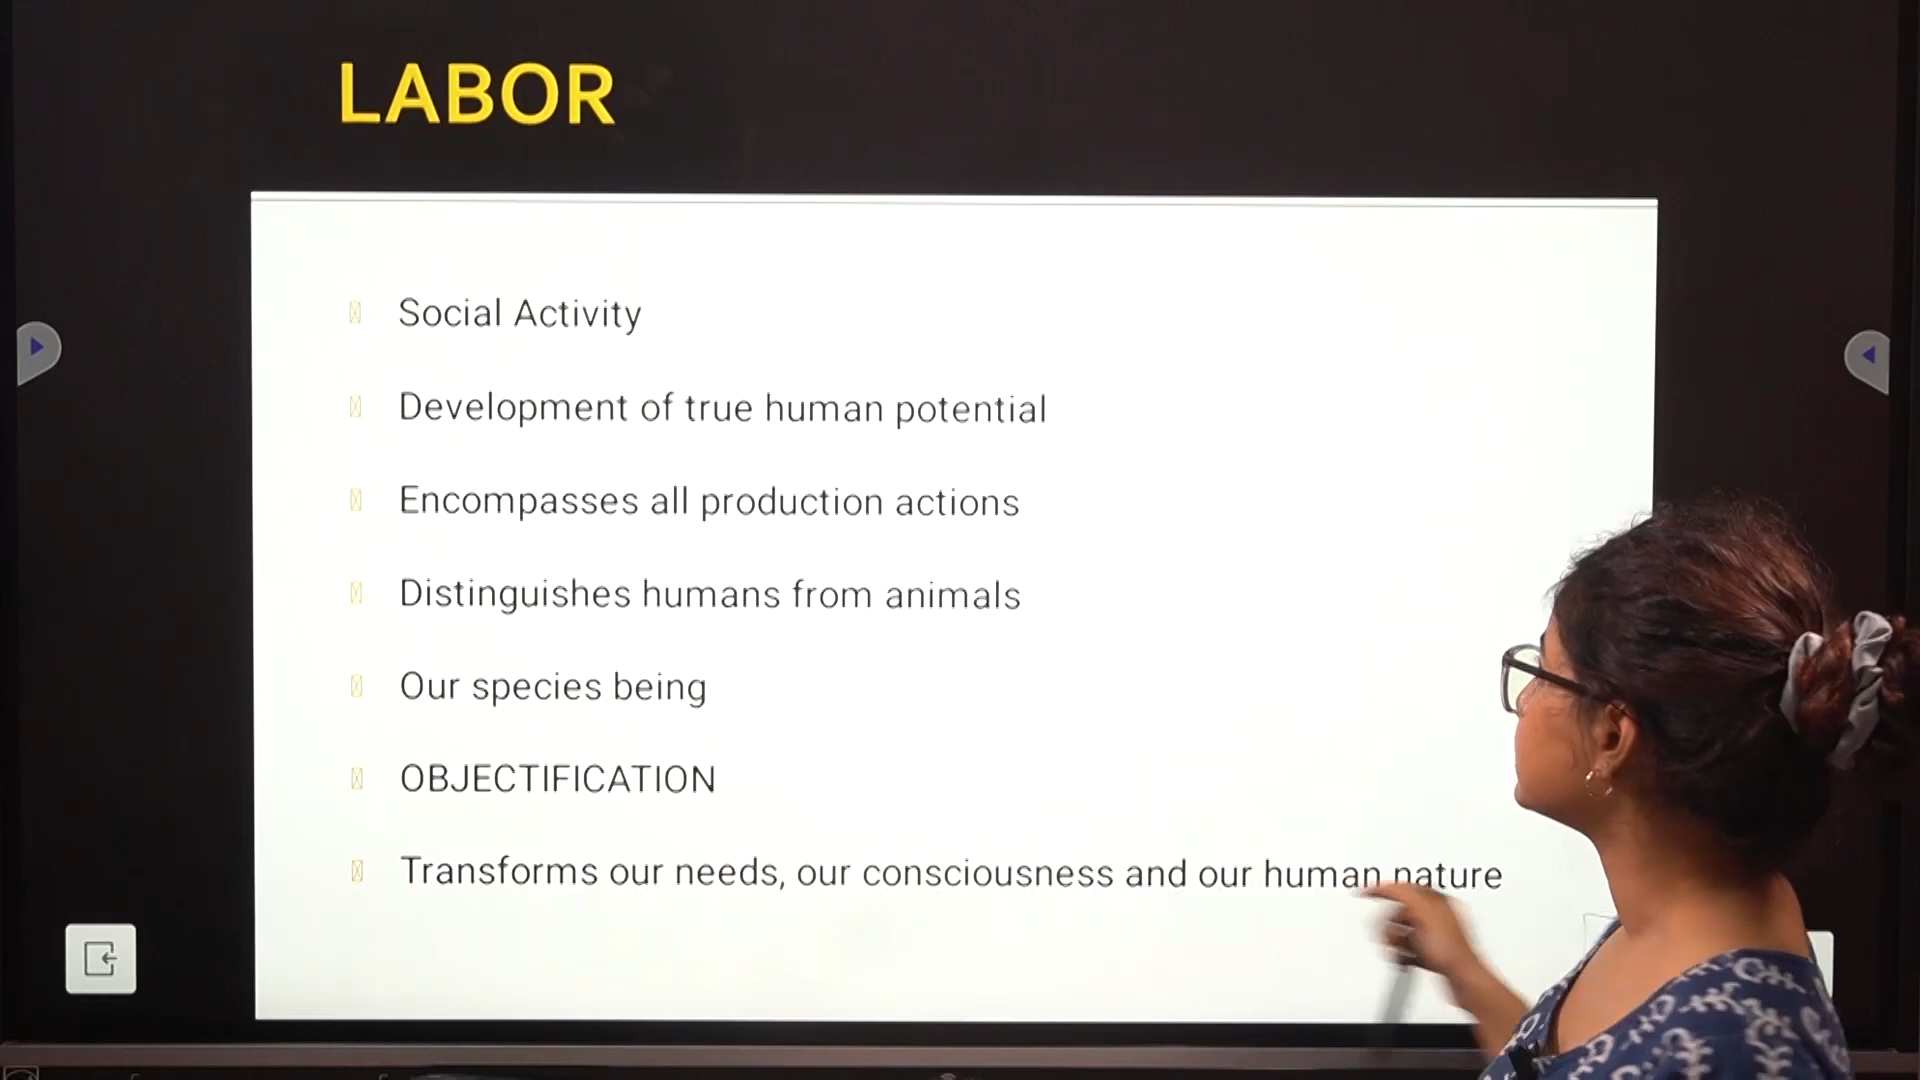 LABOR
Social Activity
Development of true human potential
Encompasses all production actions
Distinguishes humans from animals
Our species being
OBJECTIFICATION
Transforms our needs, our consciousness and our human nature